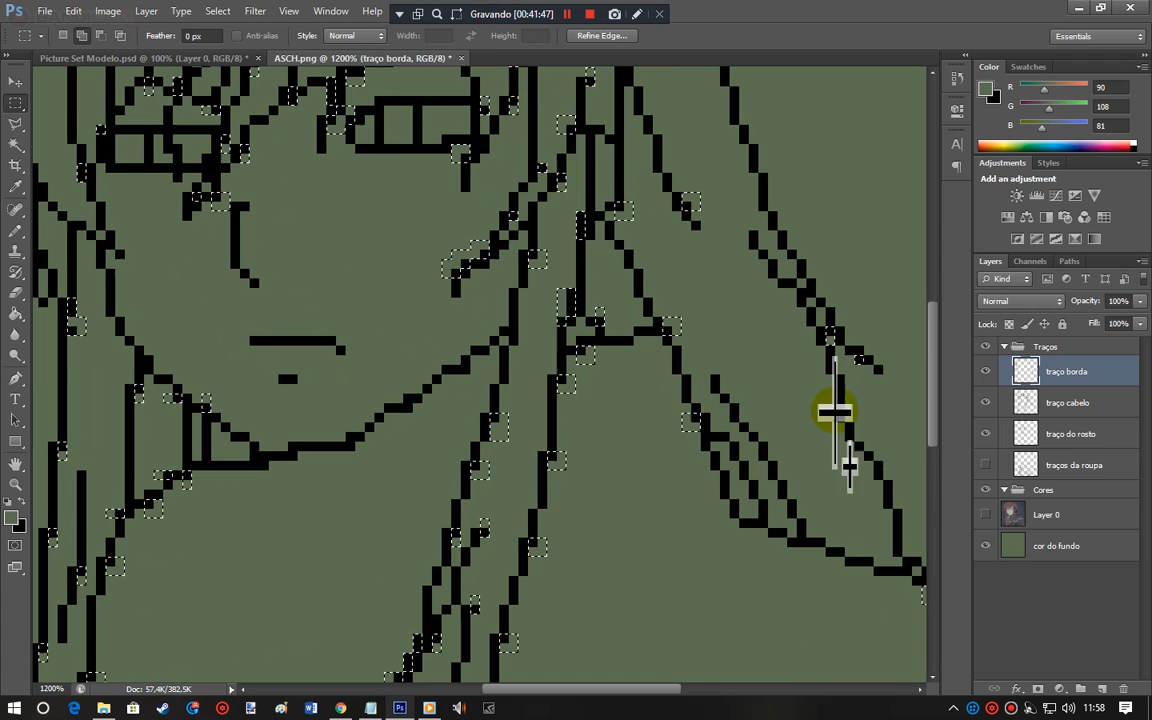 File Edit Image Layer Type Select Filter View Window Help
Gravando [00:41:47]
Feather: 0 px Anti-alias Style: Normal Width: Height: Refine Edge... Essentials
Picture Set Modelo.psd @ 100% (Layer 0, RGB/8) * × ASCH.png @ 1200% (traço borda, RGB/8) * ×
Color Swatches
R 90
G 108
B 81
Adjustments Styles
Add an adjustment
Layers Channels Paths
Kind
Normal Opacity: 100%
Lock: Fill: 100%
Traços
traço borda
traço cabelo
traço do rosto
traços da roupa
Cores
Layer 0
cor do fundo
1200% Doc: 57,4K/382,5K
11:58